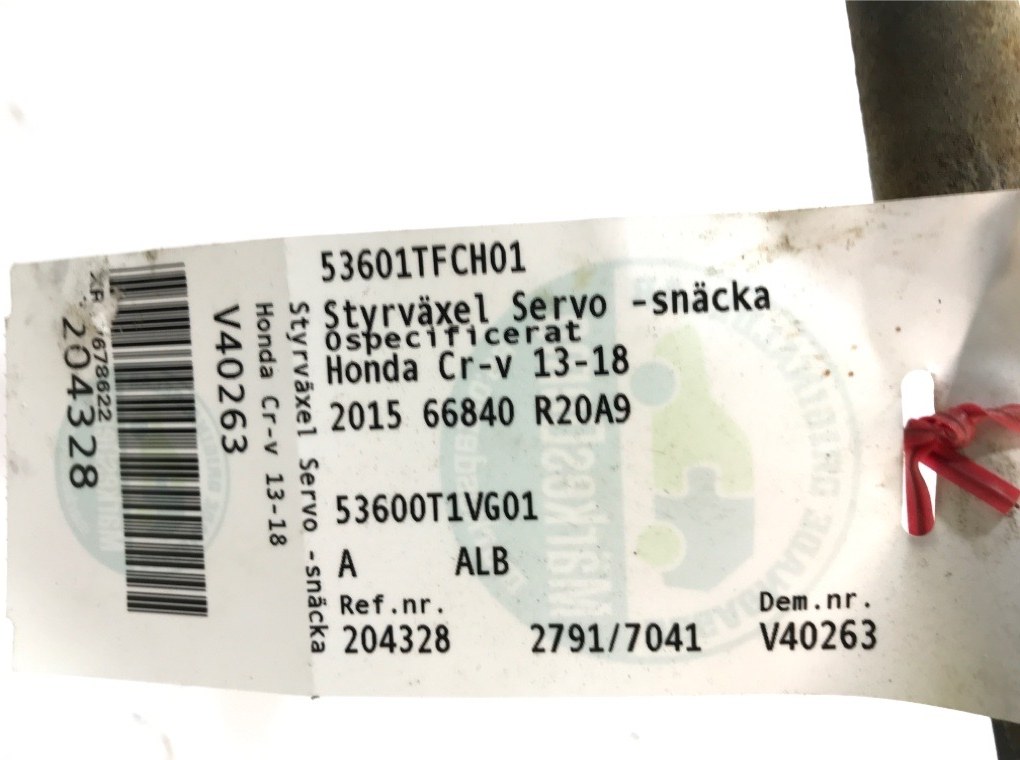 53601TFCH01
Styrväxel Servo -snäcka
Ospecificerat
Honda Cr-v 13-18
2015 66840 R20A9
53600T1VG01
A ALB
Ref.nr. Dem.nr.
204328 2791/7041 V40263
Styrväxel Servo -snäcka
Honda Cr-v 13-18
V40263
204328